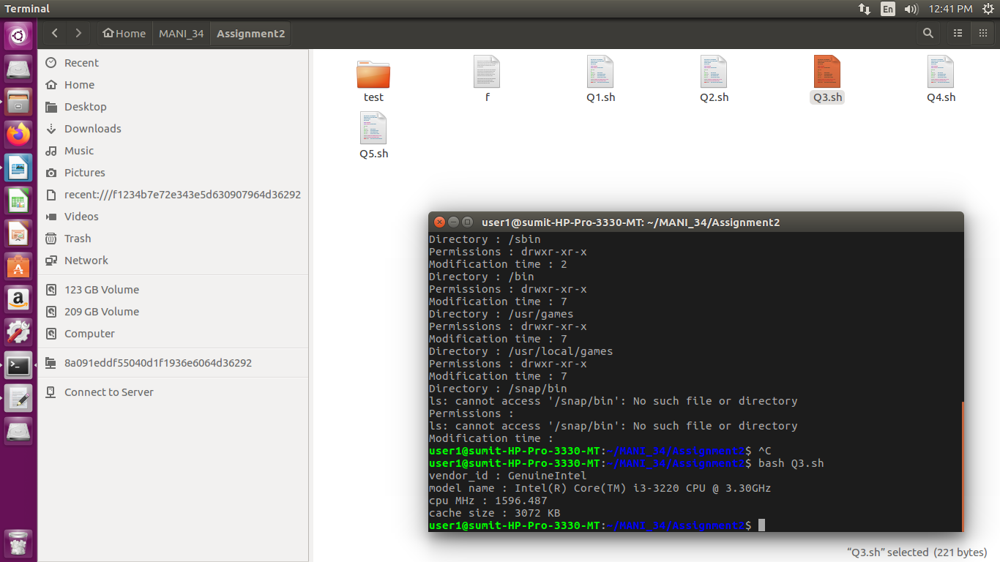 Terminal
En
12:41 PM
Home
MANI_34
Assignment2
Recent
Home
Desktop
Downloads
Music
Pictures
recent:///f1234b7e72e343e5d630907964d36292
Videos
Trash
Network
123 GB Volume
209 GB Volume
Computer
8a091eddf55040d1f1936e6064d36292
Connect to Server
test
f
Q1.sh
Q2.sh
Q3.sh
Q4.sh
Q5.sh
user1@sumit-HP-Pro-3330-MT: ~/MANI_34/Assignment2
Directory : /sbin
Permissions : drwxr-xr-x
Modification time : 2
Directory : /bin
Permissions : drwxr-xr-x
Modification time : 7
Directory : /usr/games
Permissions : drwxr-xr-x
Modification time : 7
Directory : /usr/local/games
Permissions : drwxr-xr-x
Modification time : 7
Directory : /snap/bin
ls: cannot access '/snap/bin': No such file or directory
Permissions :
ls: cannot access '/snap/bin': No such file or directory
Modification time :
user1@sumit-HP-Pro-3330-MT:~/MANI_34/Assignment2$ ^C
user1@sumit-HP-Pro-3330-MT:~/MANI_34/Assignment2$ bash Q3.sh
vendor_id : GenuineIntel
model name : Intel(R) Core(TM) i3-3220 CPU @ 3.30GHz
cpu MHz : 1596.487
cache size : 3072 KB
user1@sumit-HP-Pro-3330-MT:~/MANI_34/Assignment2$
“Q3.sh” selected (221 bytes)